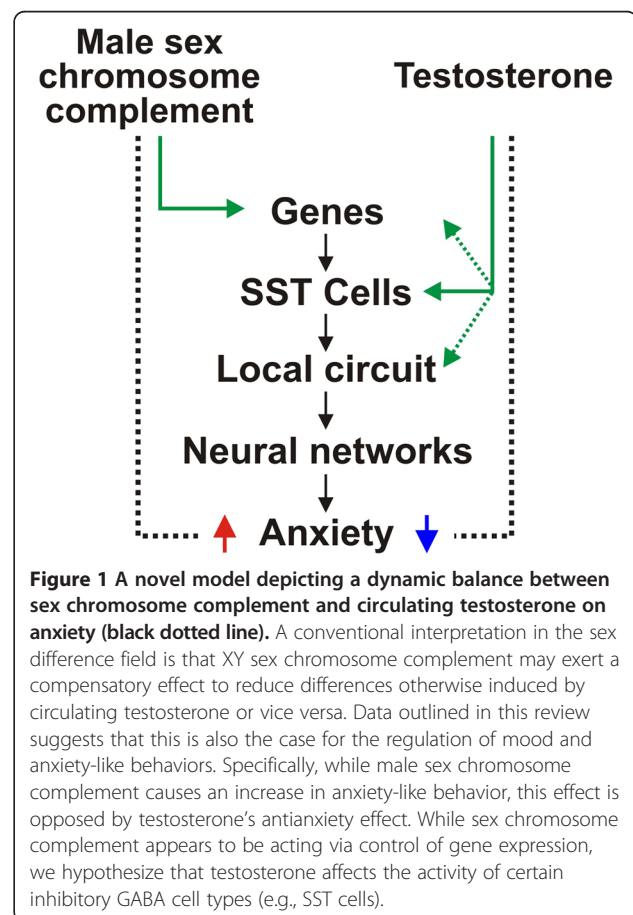 Male sex
chromosome
complement
Testosterone
Genes
SST Cells
Local circuit
Neural networks
Anxiety
Figure 1 A novel model depicting a dynamic balance between
sex chromosome complement and circulating testosterone on
anxiety (black dotted line). A conventional interpretation in the sex
difference field is that XY sex chromosome complement may exert a
compensatory effect to reduce differences otherwise induced by
circulating testosterone or vice versa. Data outlined in this review
suggests that this is also the case for the regulation of mood and
anxiety-like behaviors. Specifically, while male sex chromosome
complement causes an increase in anxiety-like behavior, this effect is
opposed by testosterone's antianxiety effect. While sex chromosome
complement appears to be acting via control of gene expression,
we hypothesize that testosterone affects the activity of certain
inhibitory GABA cell types (e.g., SST cells).